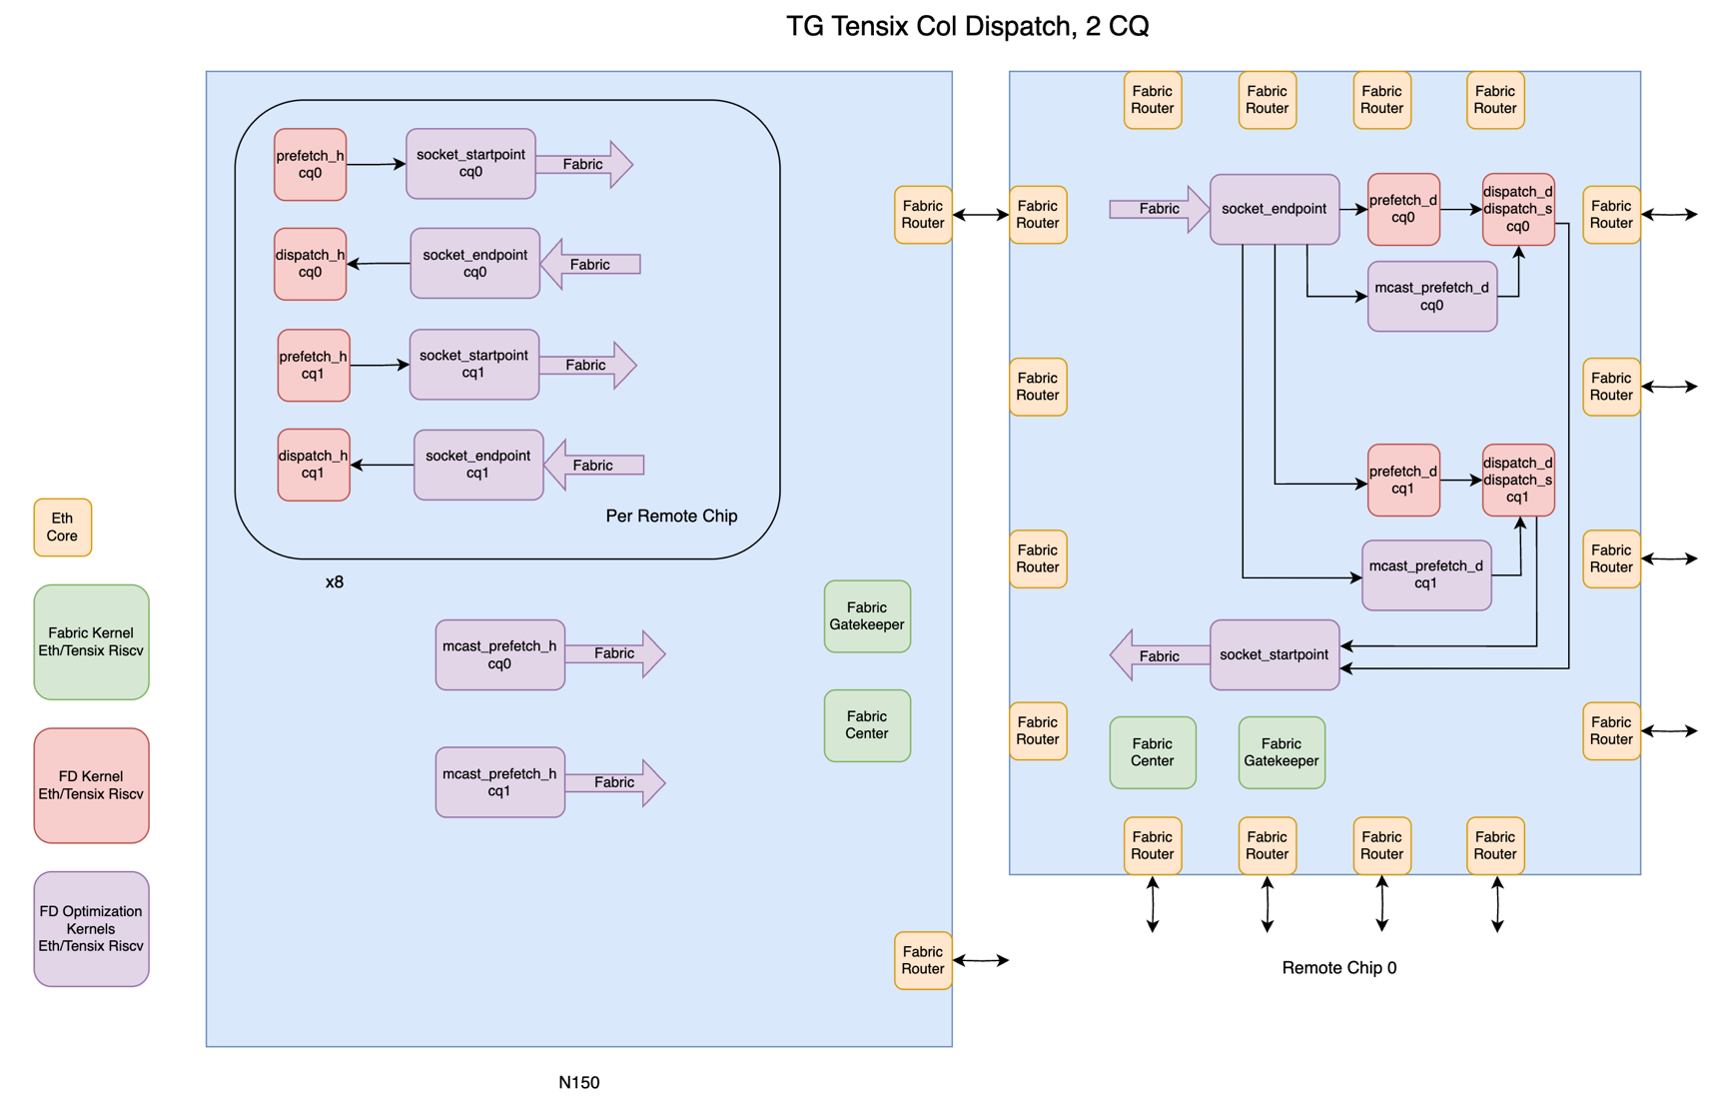 TG Tensix Col Dispatch, 2 CQ
Eth
Core
Fabric Kernel
Eth/Tensix Riscv
FD Kernel
Eth/Tensix Riscv
FD Optimization
Kernels
Eth/Tensix Riscv
prefetch_h
cq0
socket_startpoint
cq0
Fabric
dispatch_h
cq0
socket_endpoint
cq0
Fabric
prefetch_h
cq1
socket_startpoint
cq1
Fabric
dispatch_h
cq1
socket_endpoint
cq1
Fabric
Per Remote Chip
x8
mcast_prefetch_h
cq0
Fabric
mcast_prefetch_h
cq1
Fabric
Fabric
Gatekeeper
Fabric
Center
Fabric
Router
Fabric
Router
N150
Fabric
Router
Fabric
Router
Fabric
Router
Fabric
Router
Fabric
Router
Fabric
socket_endpoint
prefetch_d
cq0
dispatch_d
dispatch_s
cq0
Fabric
Router
mcast_prefetch_d
cq0
Fabric
Router
Fabric
Router
prefetch_d
cq1
dispatch_d
dispatch_s
cq1
Fabric
Router
mcast_prefetch_d
cq1
Fabric
Router
Fabric
socket_startpoint
Fabric
Router
Fabric
Center
Fabric
Gatekeeper
Fabric
Router
Fabric
Router
Fabric
Router
Fabric
Router
Fabric
Router
Remote Chip 0